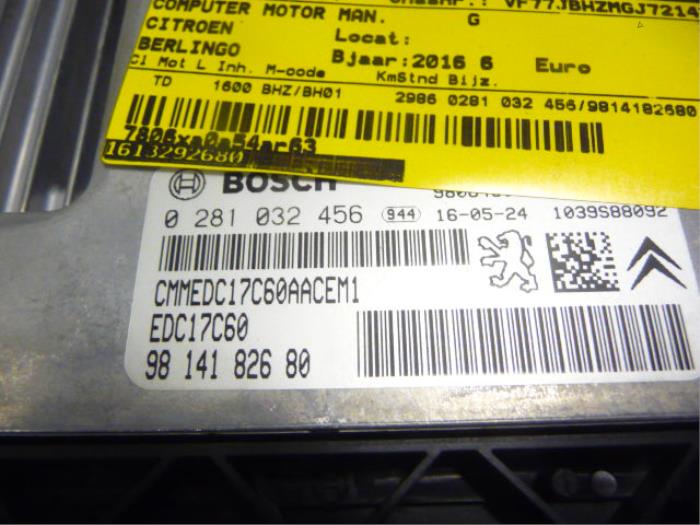 COMPUTER MOTOR MAN. G
CITROEN Locat:
BERLINGO Bjaar:2016 6 Euro
Cl Mot L Inh. M-oode KmStnd Bijz.
TD 1600 BHZ/BH01 2986 0281 032 456/9814182680
1613292680
BOSCH
0 281 032 456 944 16-05-24 1039S88092
CMMEDC17C60AACEM1
EDC17C60
98 141 826 80